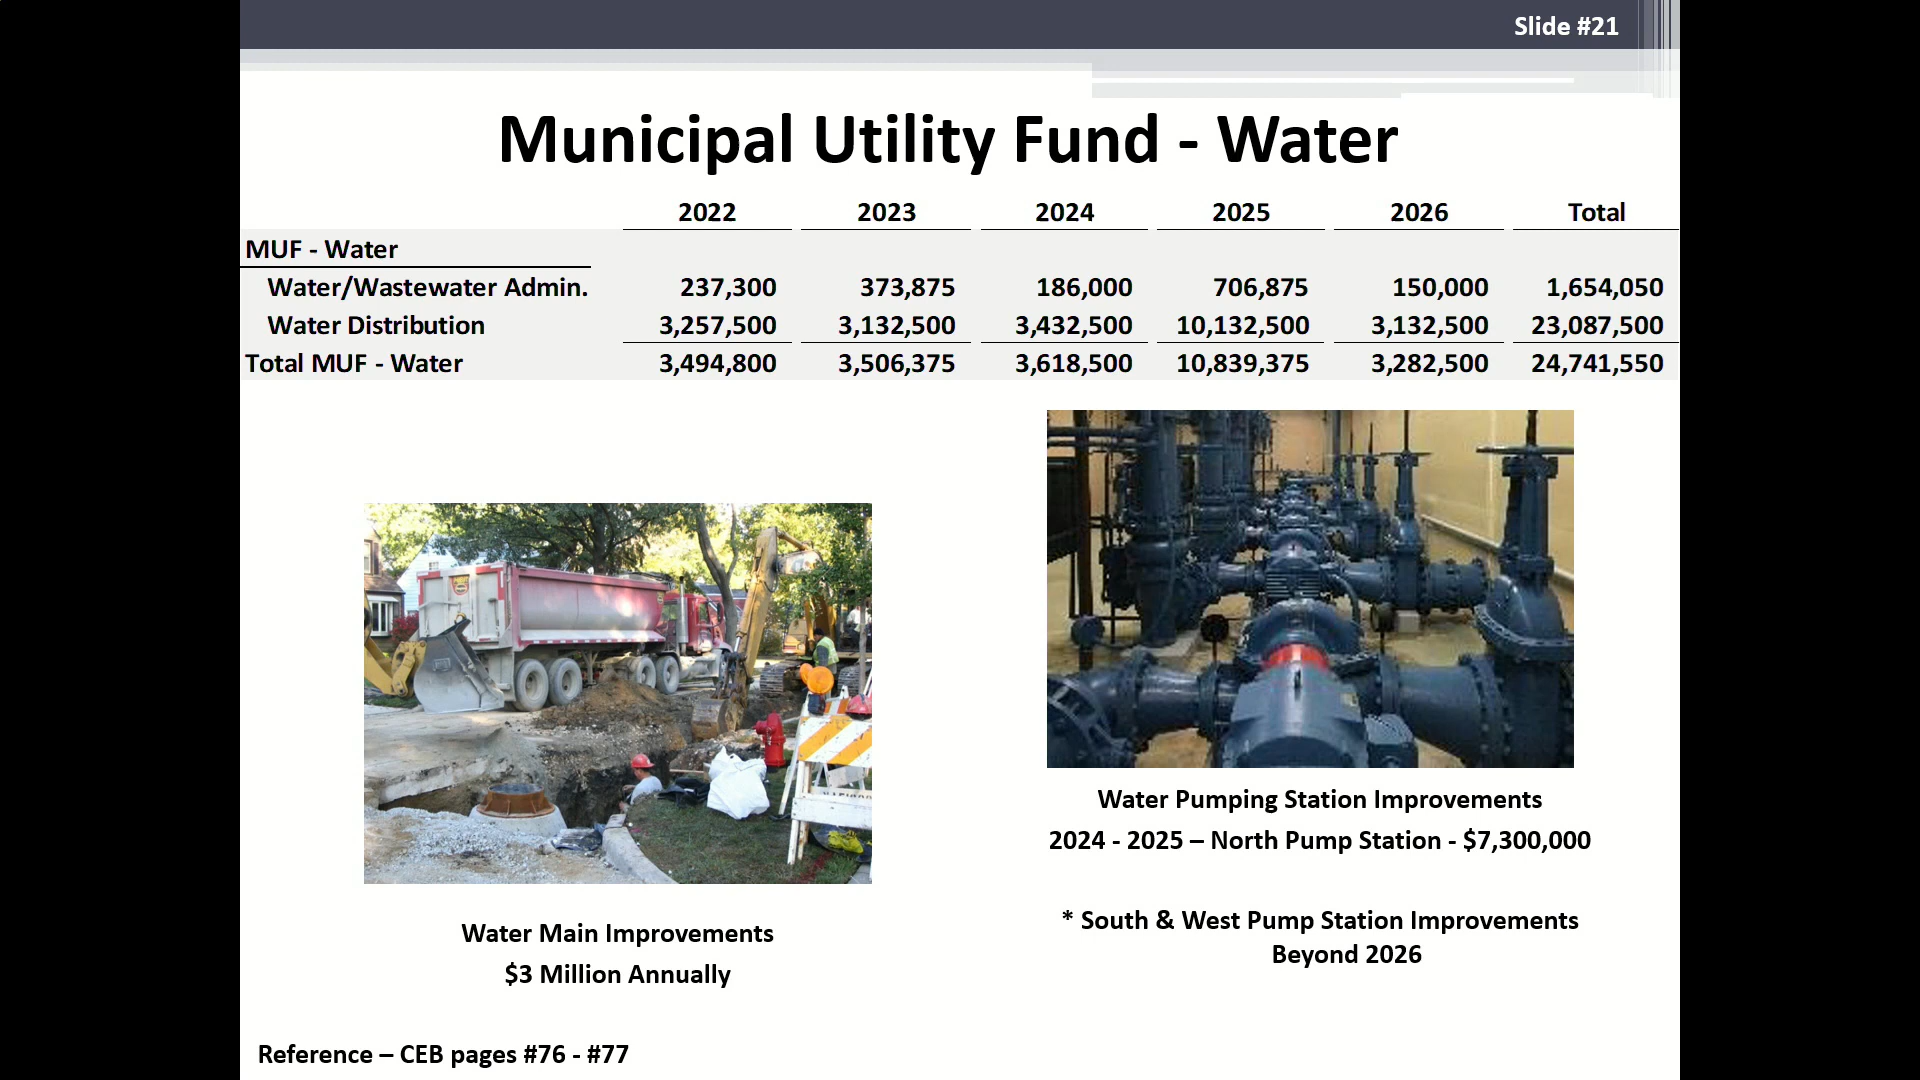 Slide #21
Municipal Utility Fund - Water
2022 2023 2024 2025 2026 Total
MUF - Water
Water/Wastewater Admin. 237,300 373,875 186,000 706,875 150,000 1,654,050
Water Distribution 3,257,500 3,132,500 3,432,500 10,132,500 3,132,500 23,087,500
Total MUF - Water 3,494,800 3,506,375 3,618,500 10,839,375 3,282,500 24,741,550
Water Main Improvements
$3 Million Annually
Water Pumping Station Improvements
2024 - 2025 – North Pump Station - $7,300,000
* South & West Pump Station Improvements
Beyond 2026
Reference – CEB pages #76 - #77